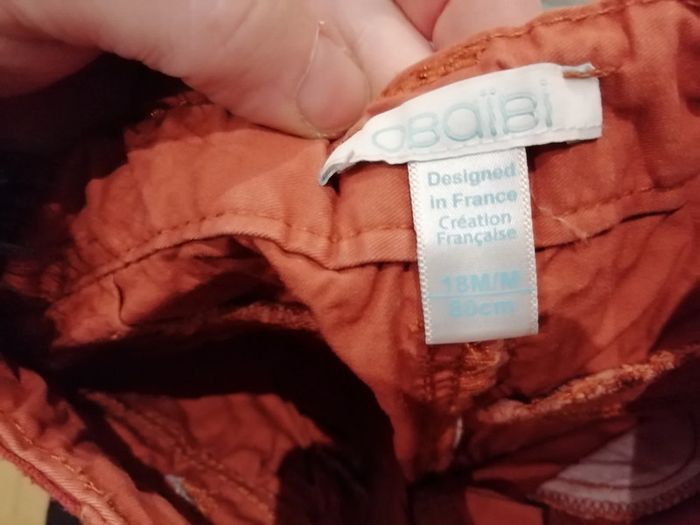 OBAÏBI
Designed
in France
Création
Française
18M/M
80cm